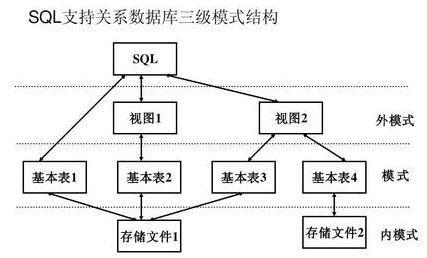 SQL支持关系数据库三级模式结构
SQL
视图1
视图2
外模式
基本表1
基本表2
基本表3
基本表4
模式
存储文件1
存储文件2
内模式